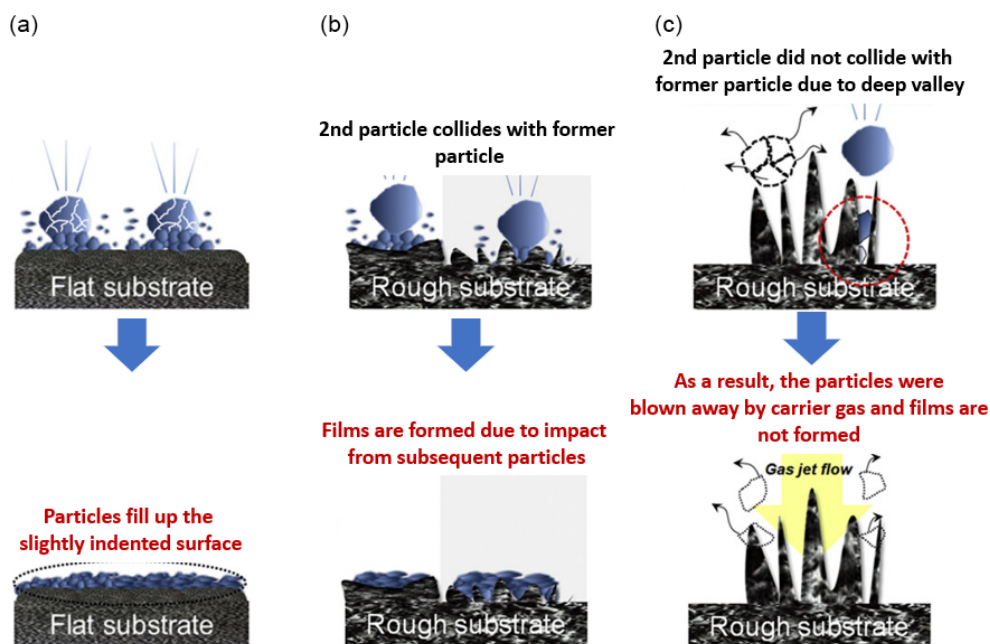 (a)
Flat substrate
Particles fill up the
slightly indented surface
Flat substrate
(b)
2nd particle collides with former
particle
Rough substrate
Films are formed due to impact
from subsequent particles
Rough substrate
(c)
2nd particle did not collide with
former particle due to deep valley
Rough substrate
As a result, the particles were
blown away by carrier gas and films are
not formed
Gas jet flow
Rough substrate